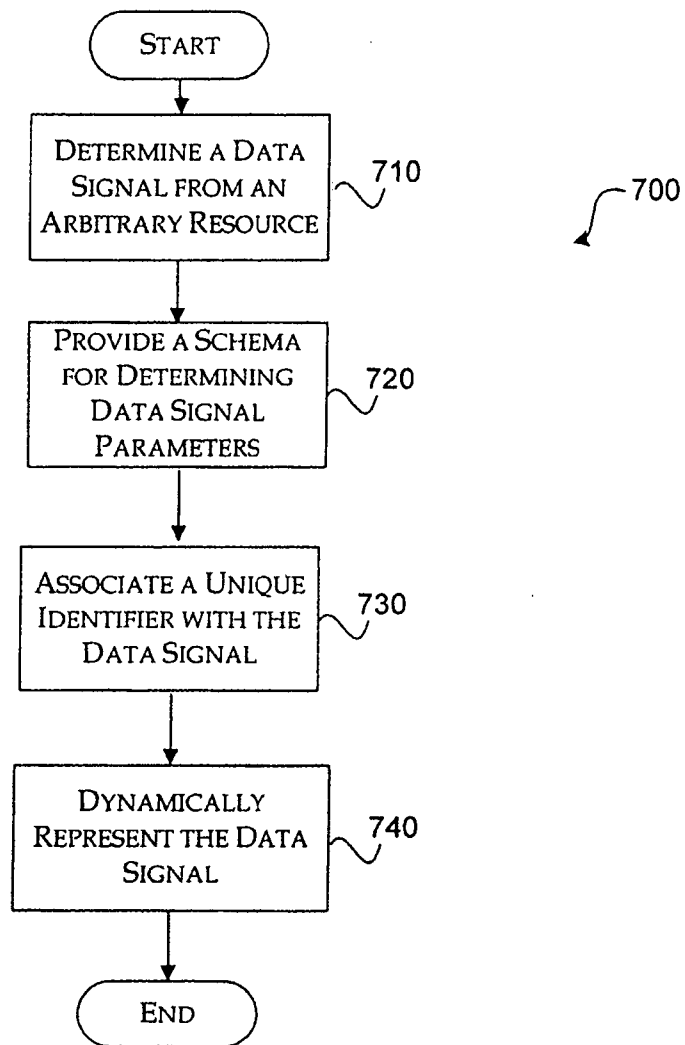 START
DETERMINE A DATA
SIGNAL FROM AN
ARBITRARY RESOURCE
710
700
PROVIDE A SCHEMA
FOR DETERMINING
DATA SIGNAL
PARAMETERS
720
ASSOCIATE A UNIQUE
IDENTIFIER WITH THE
DATA SIGNAL
730
DYNAMICALLY
REPRESENT THE DATA
SIGNAL
740
END